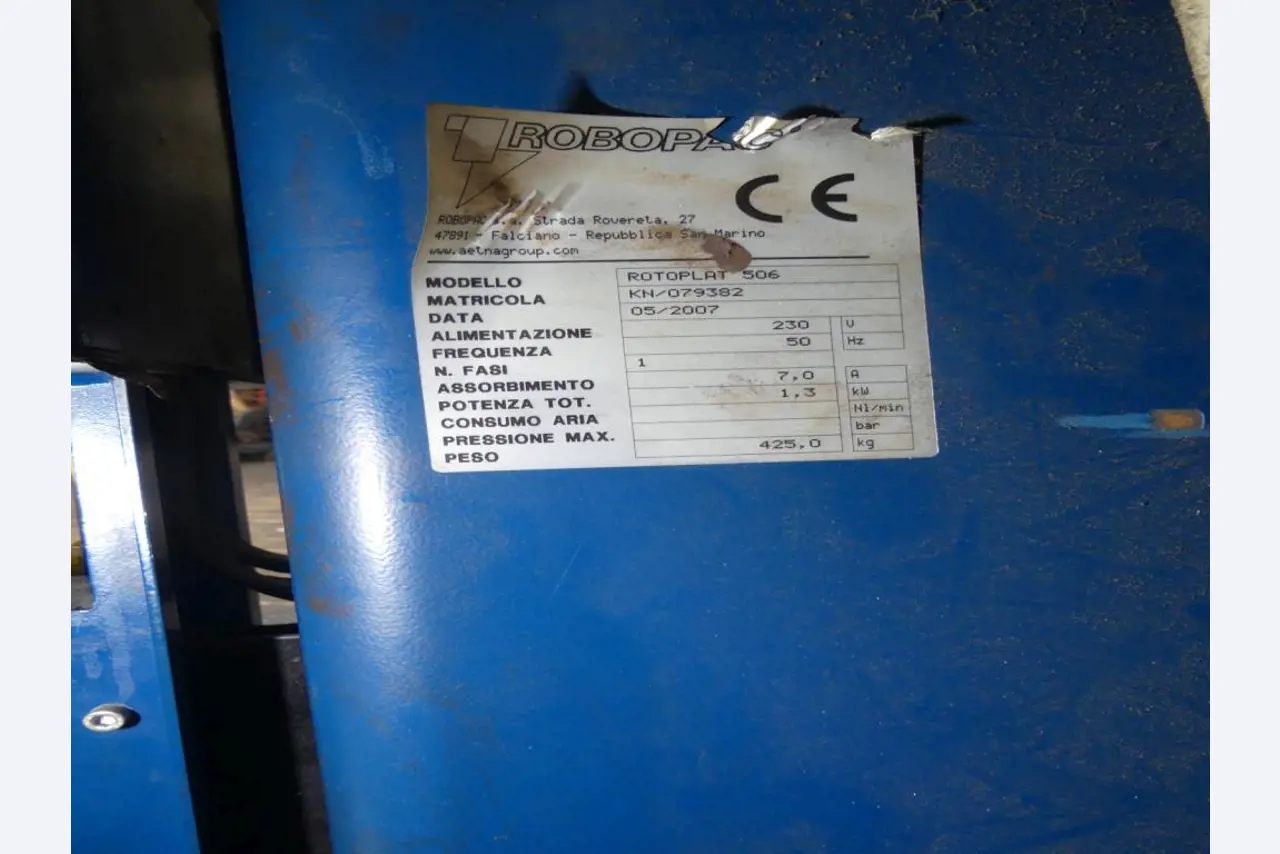 ROBOPAC
CE
ROBOPAC s.a. Strada Rovereta, 27
47891 - Falciano - Repubblica San Marino
www.aetnagroup.com
MODELLO ROTOPLAT 506
MATRICOLA KN/079382
DATA 05/2007
ALIMENTAZIONE 230 V
FREQUENZA 50 Hz
N. FASI 1
ASSORBIMENTO 7,0 A
POTENZA TOT. 1,3 kW
CONSUMO ARIA Nl/min
PRESSIONE MAX. bar
PESO 425,0 kg